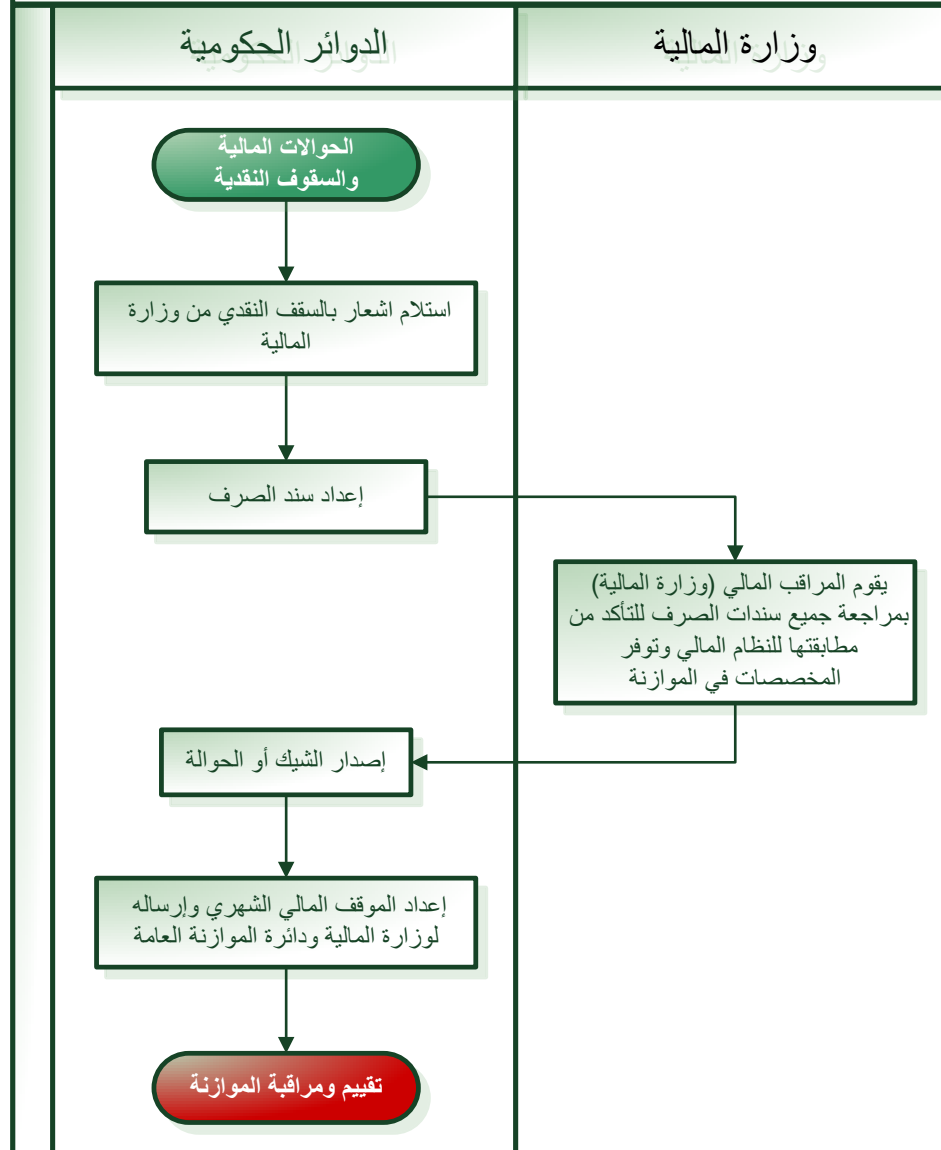 وزارة المالية
الدوائر الحكومية
الحوالات المالية
والسقوف النقدية
استلام اشعار بالسقف النقدي من وزارة
المالية
إعداد سند الصرف
يقوم المراقب المالي (وزارة المالية)
بمراجعة جميع سندات الصرف للتأكد من
مطابقتها للنظام المالي وتوفر
المخصصات في الموازنة
إصدار الشيك أو الحوالة
إعداد الموقف المالي الشهري وإرساله
لوزارة المالية ودائرة الموازنة العامة
تقييم ومراقبة الموازنة